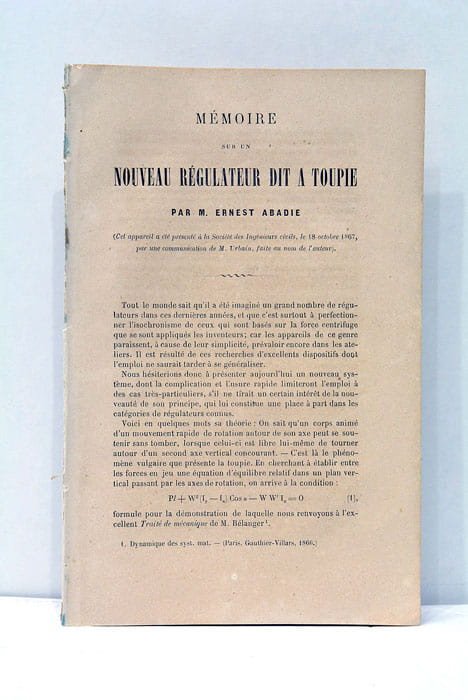 MÉMOIRE
SUR UN
NOUVEAU RÉGULATEUR DIT A TOUPIE
PAR M. ERNEST ABADIE
(Cet appareil a été présenté à la Société des Ingénieurs civils, le 18 octobre 1867,
par une communication de M. Urbain, faite au nom de l'auteur).
Tout le monde sait qu'il a été imaginé un grand nombre de régu-
lateurs dans ces dernières années, et que c'est surtout à perfection-
ner l'isochronisme de ceux qui sont basés sur la force centrifuge
que se sont appliqués les inventeurs; car les appareils de ce genre
paraissent, à cause de leur simplicité, prévaloir encore dans les ate-
liers. Il est résulté de ces recherches d'excellents dispositifs dont
l'emploi ne saurait tarder à se généraliser.
Nous hésiterions donc à présenter aujourd'hui un nouveau sys-
tème, dont la complication et l'usure rapide limiteront l'emploi à
des cas très-particuliers, s'il ne tirait un certain intérêt de la nou-
veauté de son principe, qui lui constitue une place à part dans les
catégories de régulateurs connus.
Voici en quelques mots sa théorie : On sait qu'un corps animé
d'un mouvement rapide de rotation autour de son axe peut se sou-
tenir sans tomber, lorsque celui-ci est libre lui-même de tourner
autour d'un second axe vertical concourant. — C'est là le phéno-
mène vulgaire que présente la toupie. En cherchant à établir entre
les forces en jeu une équation d'équilibre relatif dans un plan ver-
tical passant par les axes de rotation, on arrive à la condition :
formule pour la démonstration de laquelle nous renvoyons à l'ex-
cellent Traité de mécanique de M. Bélanger¹.
1. Dynamique des syst. mat. — (Paris. Gauthier-Villars, 1866.)